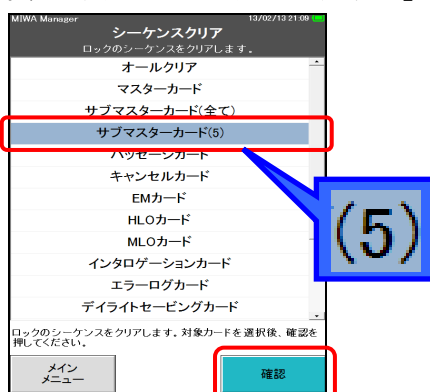 MIWA Manager 13/02/13 21:09
シーケンスクリア
ロックのシーケンスをクリアします.
オールクリア
マスターカード
サブマスターカード(全て)
サブマスターカード(5)
パッセージカード
キャンセルカード
EMカード
HLOカード
MLOカード
インタロゲーションカード
エラーログカード
デイライトセービングカード
(5)
ロックのシーケンスをクリアします. 対象カードを選択後、確認を
押してください.
メイン
メニュー
確認